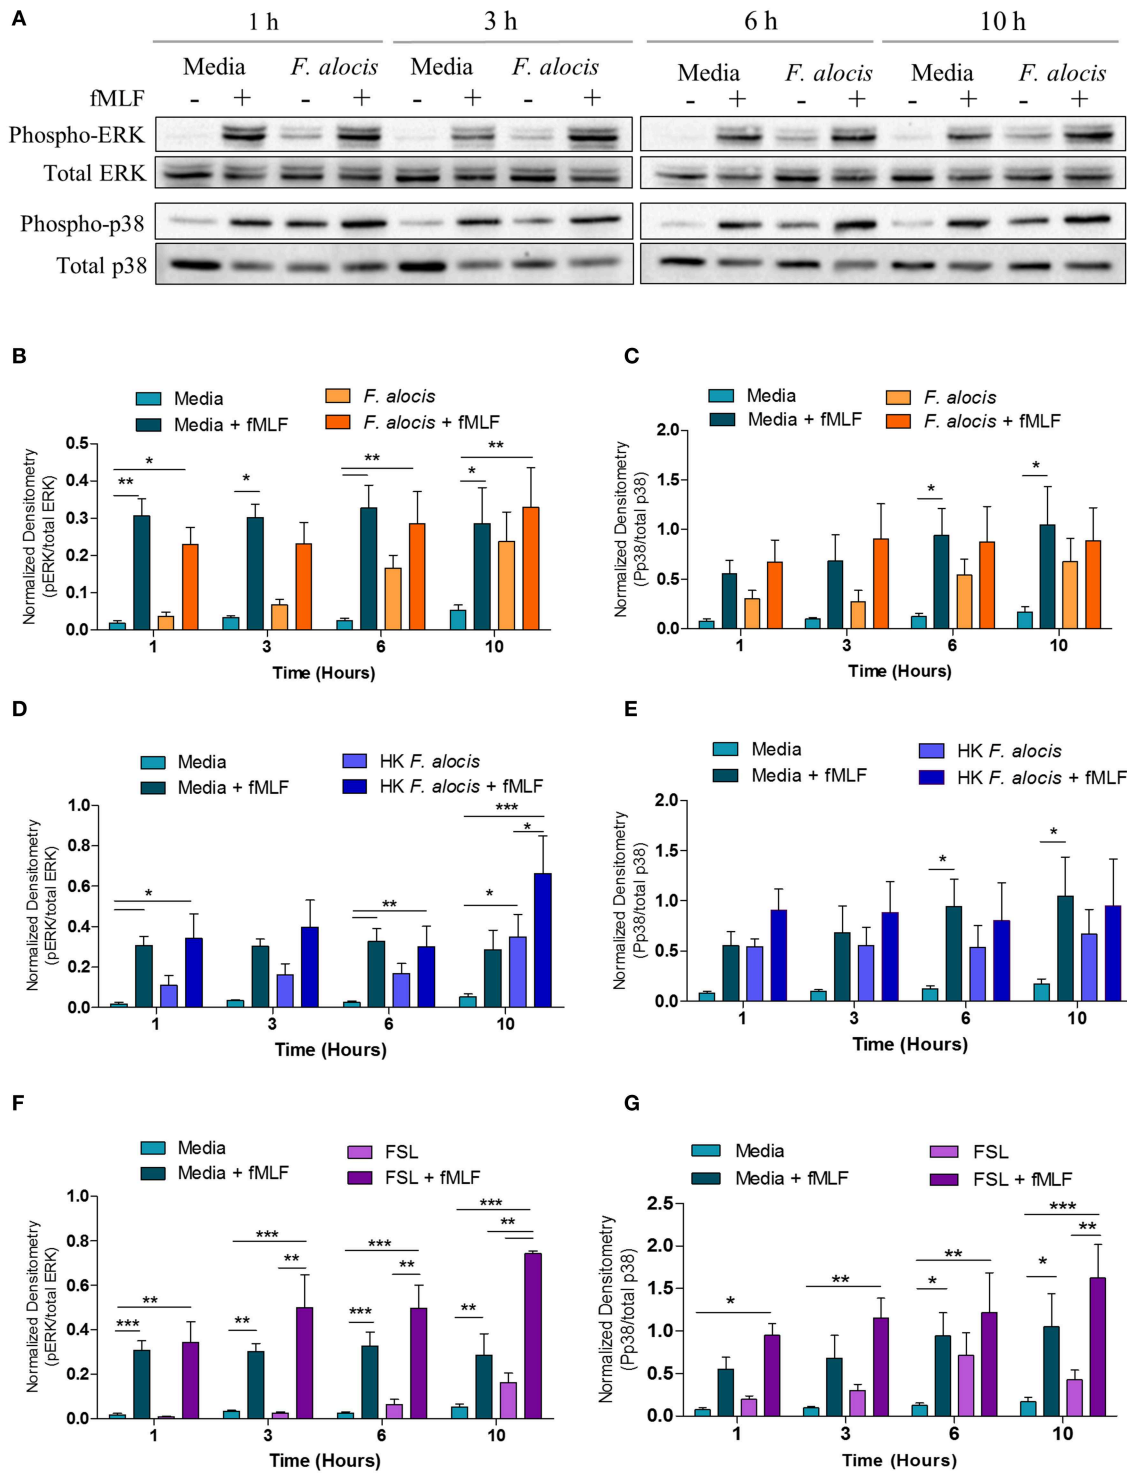 A
1 h 3 h 6 h 10 h
Media F. alocis Media F. alocis Media F. alocis Media F. alocis
fMLF - + - + - + - + - + - + - + - +
Phospho-ERK
Total ERK
Phospho-p38
Total p38
B
Media
Media + fMLF
F. alocis
F. alocis + fMLF
Normalized Densitometry
(pERK/total ERK)
0.5
0.4
0.3
0.2
0.1
0.0
** * * ** * **
1 3 6 10
Time (Hours)
C
Media
Media + fMLF
F. alocis
F. alocis + fMLF
Normalized Densitometry
(Pp38/total p38)
2.0
1.5
1.0
0.5
0.0
* *
1 3 6 10
Time (Hours)
D
Media
Media + fMLF
HK F. alocis
HK F. alocis + fMLF
Normalized Densitometry
(pERK/total ERK)
1.0
0.8
0.6
0.4
0.2
0.0
* ** * *** *
1 3 6 10
Time (Hours)
E
Media
Media + fMLF
HK F. alocis
HK F. alocis + fMLF
Normalized Densitometry
(Pp38/total p38)
2.0
1.5
1.0
0.5
0.0
* *
1 3 6 10
Time (Hours)
F
Media
Media + fMLF
FSL
FSL + fMLF
Normalized Densitometry
(pERK/total ERK)
1.0
0.8
0.6
0.4
0.2
0.0
*** ** ** *** ** *** *** ** ** *** **
1 3 6 10
Time (Hours)
G
Media
Media + fMLF
FSL
FSL + fMLF
Normalized Densitometry
(Pp38/total p38)
2.5
2.0
1.5
1.0
0.5
0.0
* ** * ** * *** **
1 3 6 10
Time (Hours)